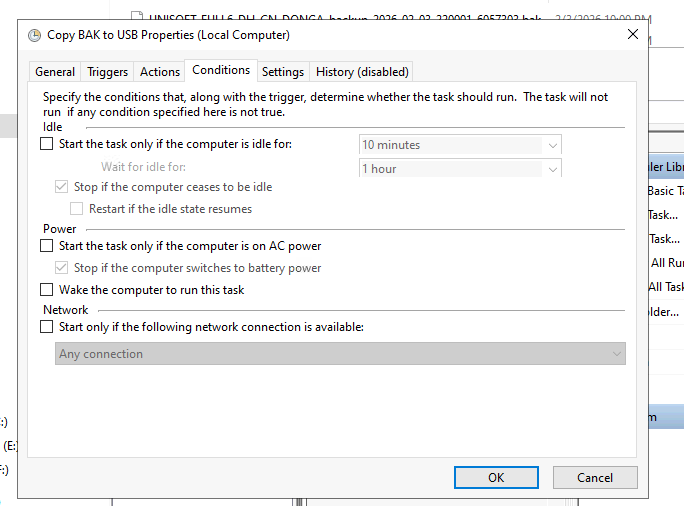 Copy BAK to USB Properties (Local Computer)
General
Triggers
Actions
Conditions
Settings
History (disabled)
Specify the conditions that, along with the trigger, determine whether the task should run.  The task will not
run  if any condition specified here is not true.
Idle
Start the task only if the computer is idle for:
10 minutes
Wait for idle for:
1 hour
Stop if the computer ceases to be idle
Restart if the idle state resumes
Power
Start the task only if the computer is on AC power
Stop if the computer switches to battery power
Wake the computer to run this task
Network
Start only if the following network connection is available:
Any connection
OK
Cancel
ler Libr
Basic Ta
Task...
Task...
All Run
All Task
lder...
m
:)
(E:)
F:)